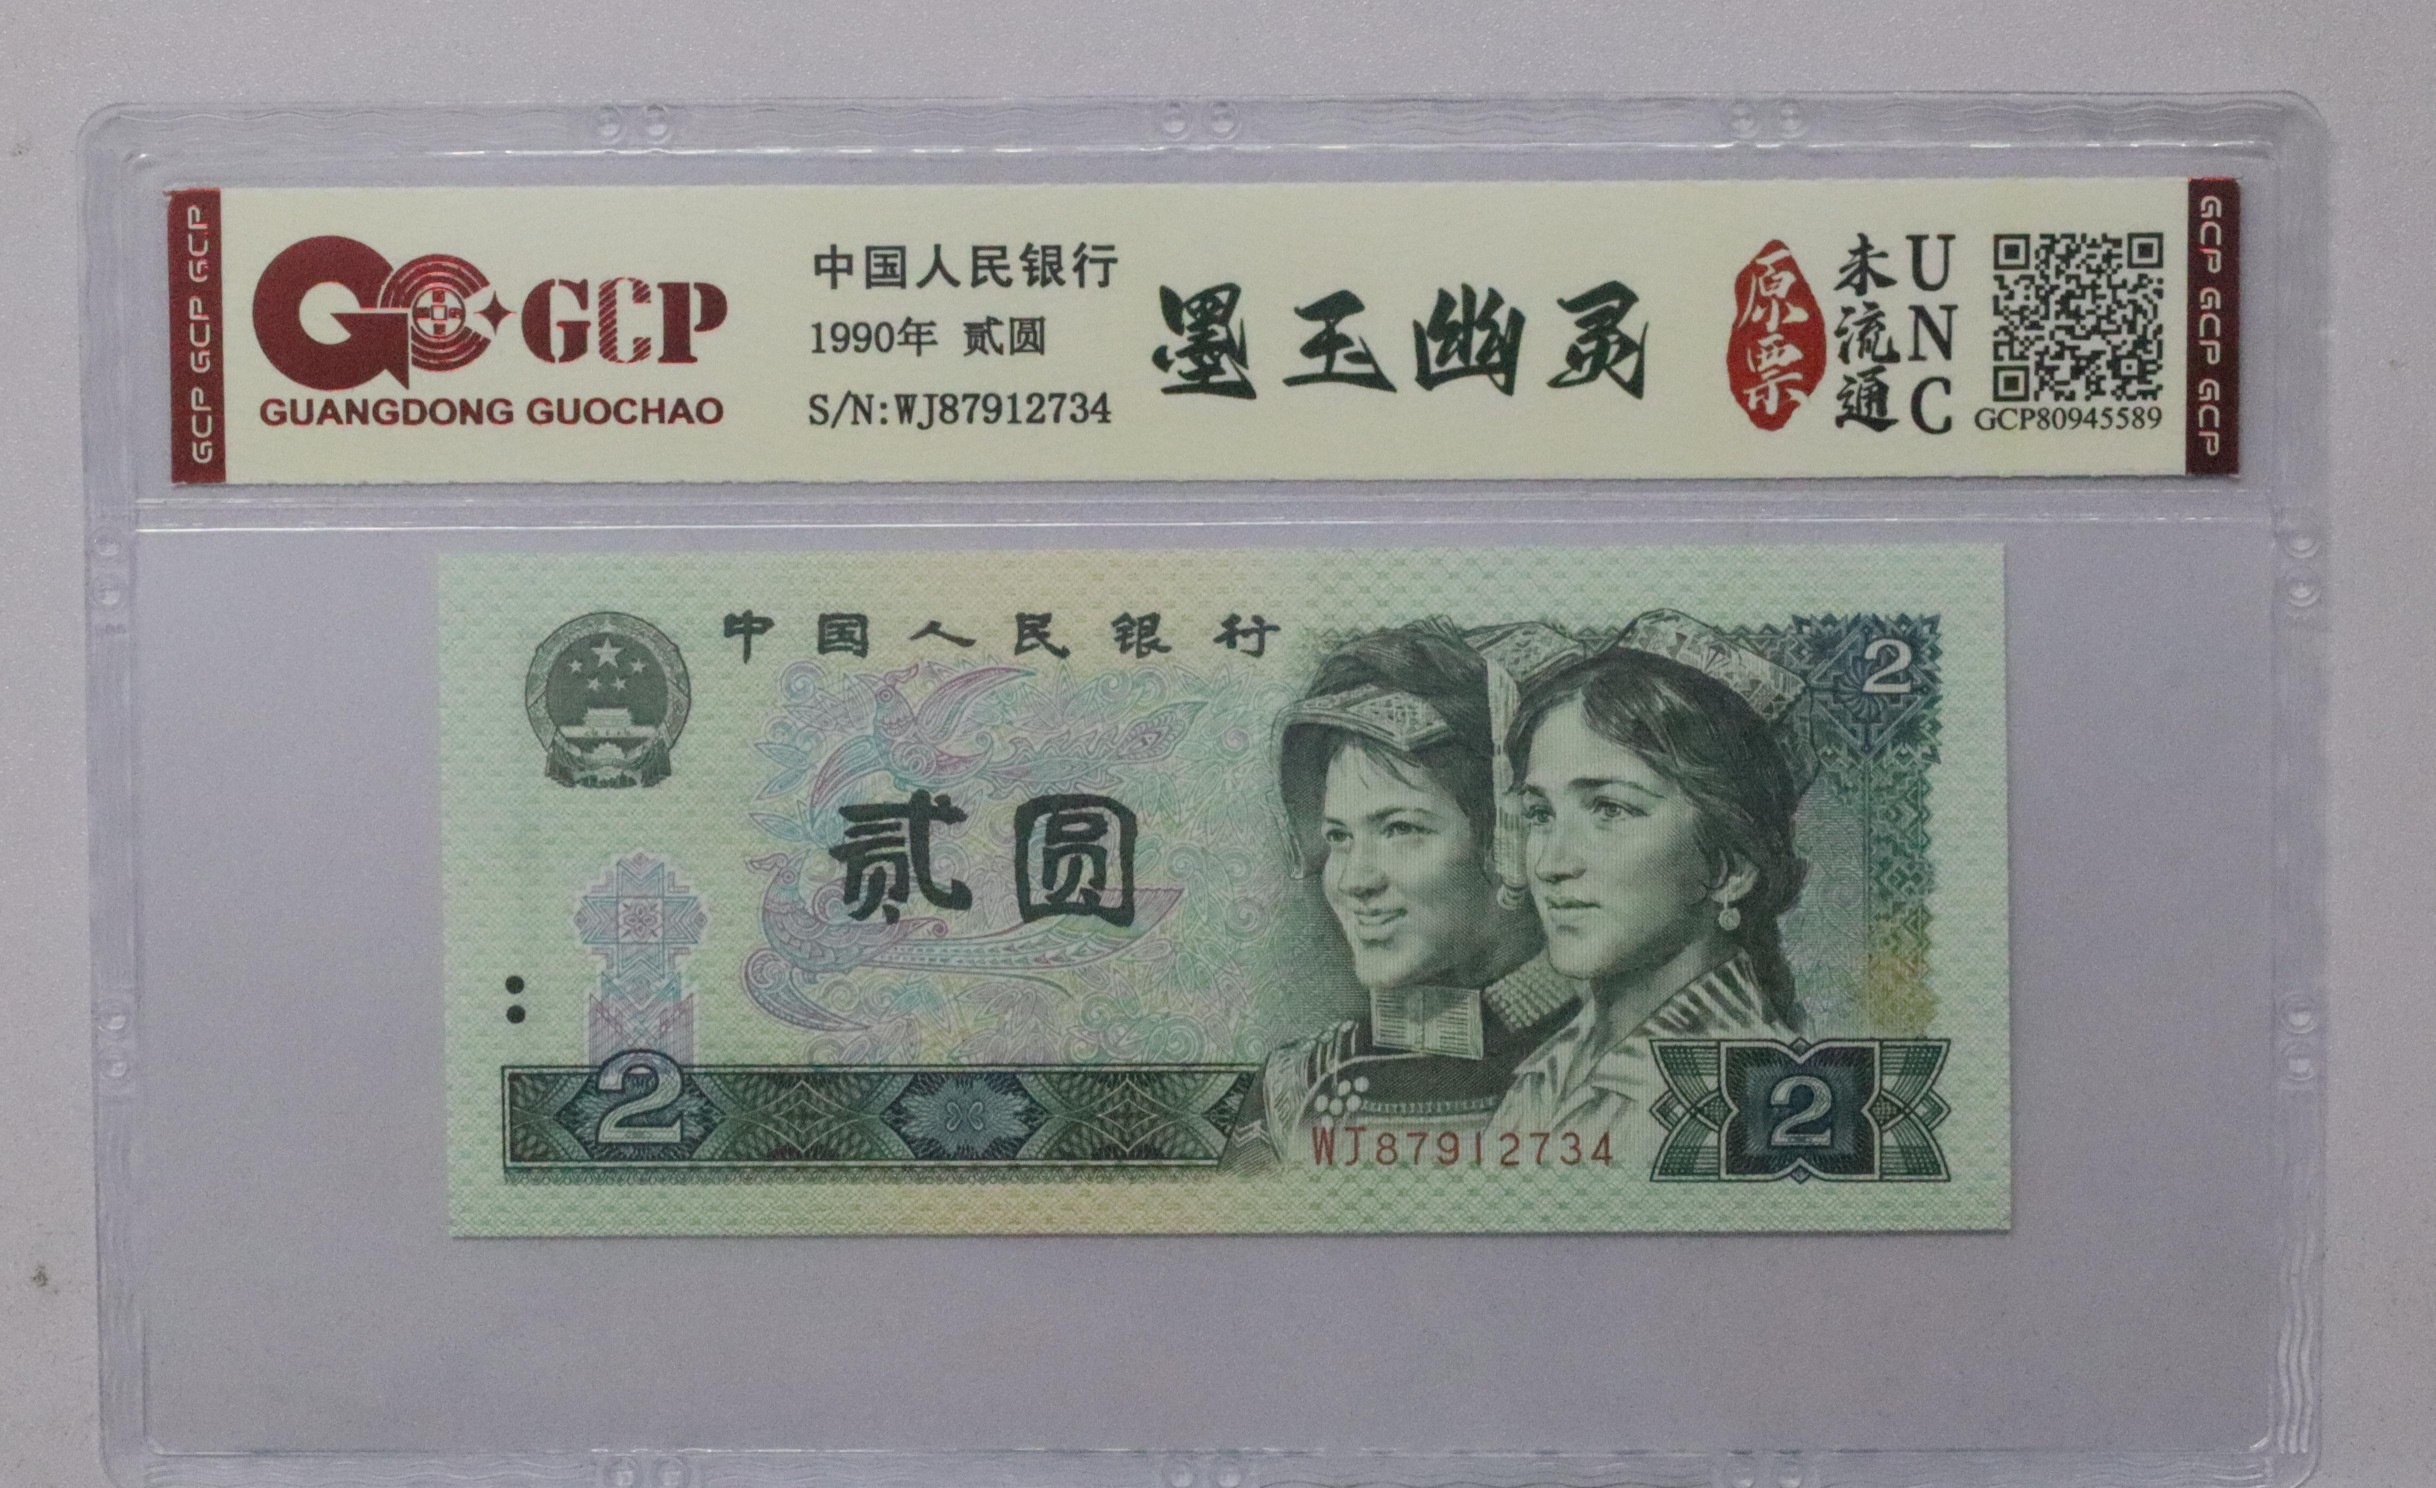 GCP GCP GCP
GCP
GUANGDONG GUOCHAO
中国人民银行
1990年 贰圆
S/N:WJ87912734
墨玉幽灵
原票
未流通
UNC
GCP80945589
GCP GCP GCP
中国人民银行
2
贰圆
2
WJ87912734
2